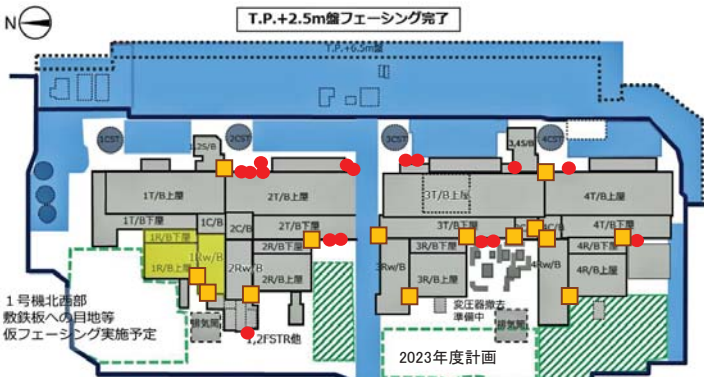 N
T.P.+2.5m盤フェーシング完了
T.P.+6.5m盤
1CST
2CST
3CST
4CST
1,2S/B
3,4S/B
1T/B上屋
2T/B上屋
3T/B上屋
4T/B上屋
1T/B下屋
1C/B
2C/B
2T/B下屋
3T/B下屋
4T/B下屋
1R/B下屋
1Rw/B
2R/B下屋
3R/B下屋
4R/B下屋
1R/B上屋
2Rw/B
2R/B上屋
3Rw/B
3R/B上屋
4Rw/B
4R/B上屋
1号機北西部
敷鉄板への目地等
仮フェーシング実施予定
排気筒
1,2FSTR他
変圧器撤去
準備中
排気筒
2023年度計画